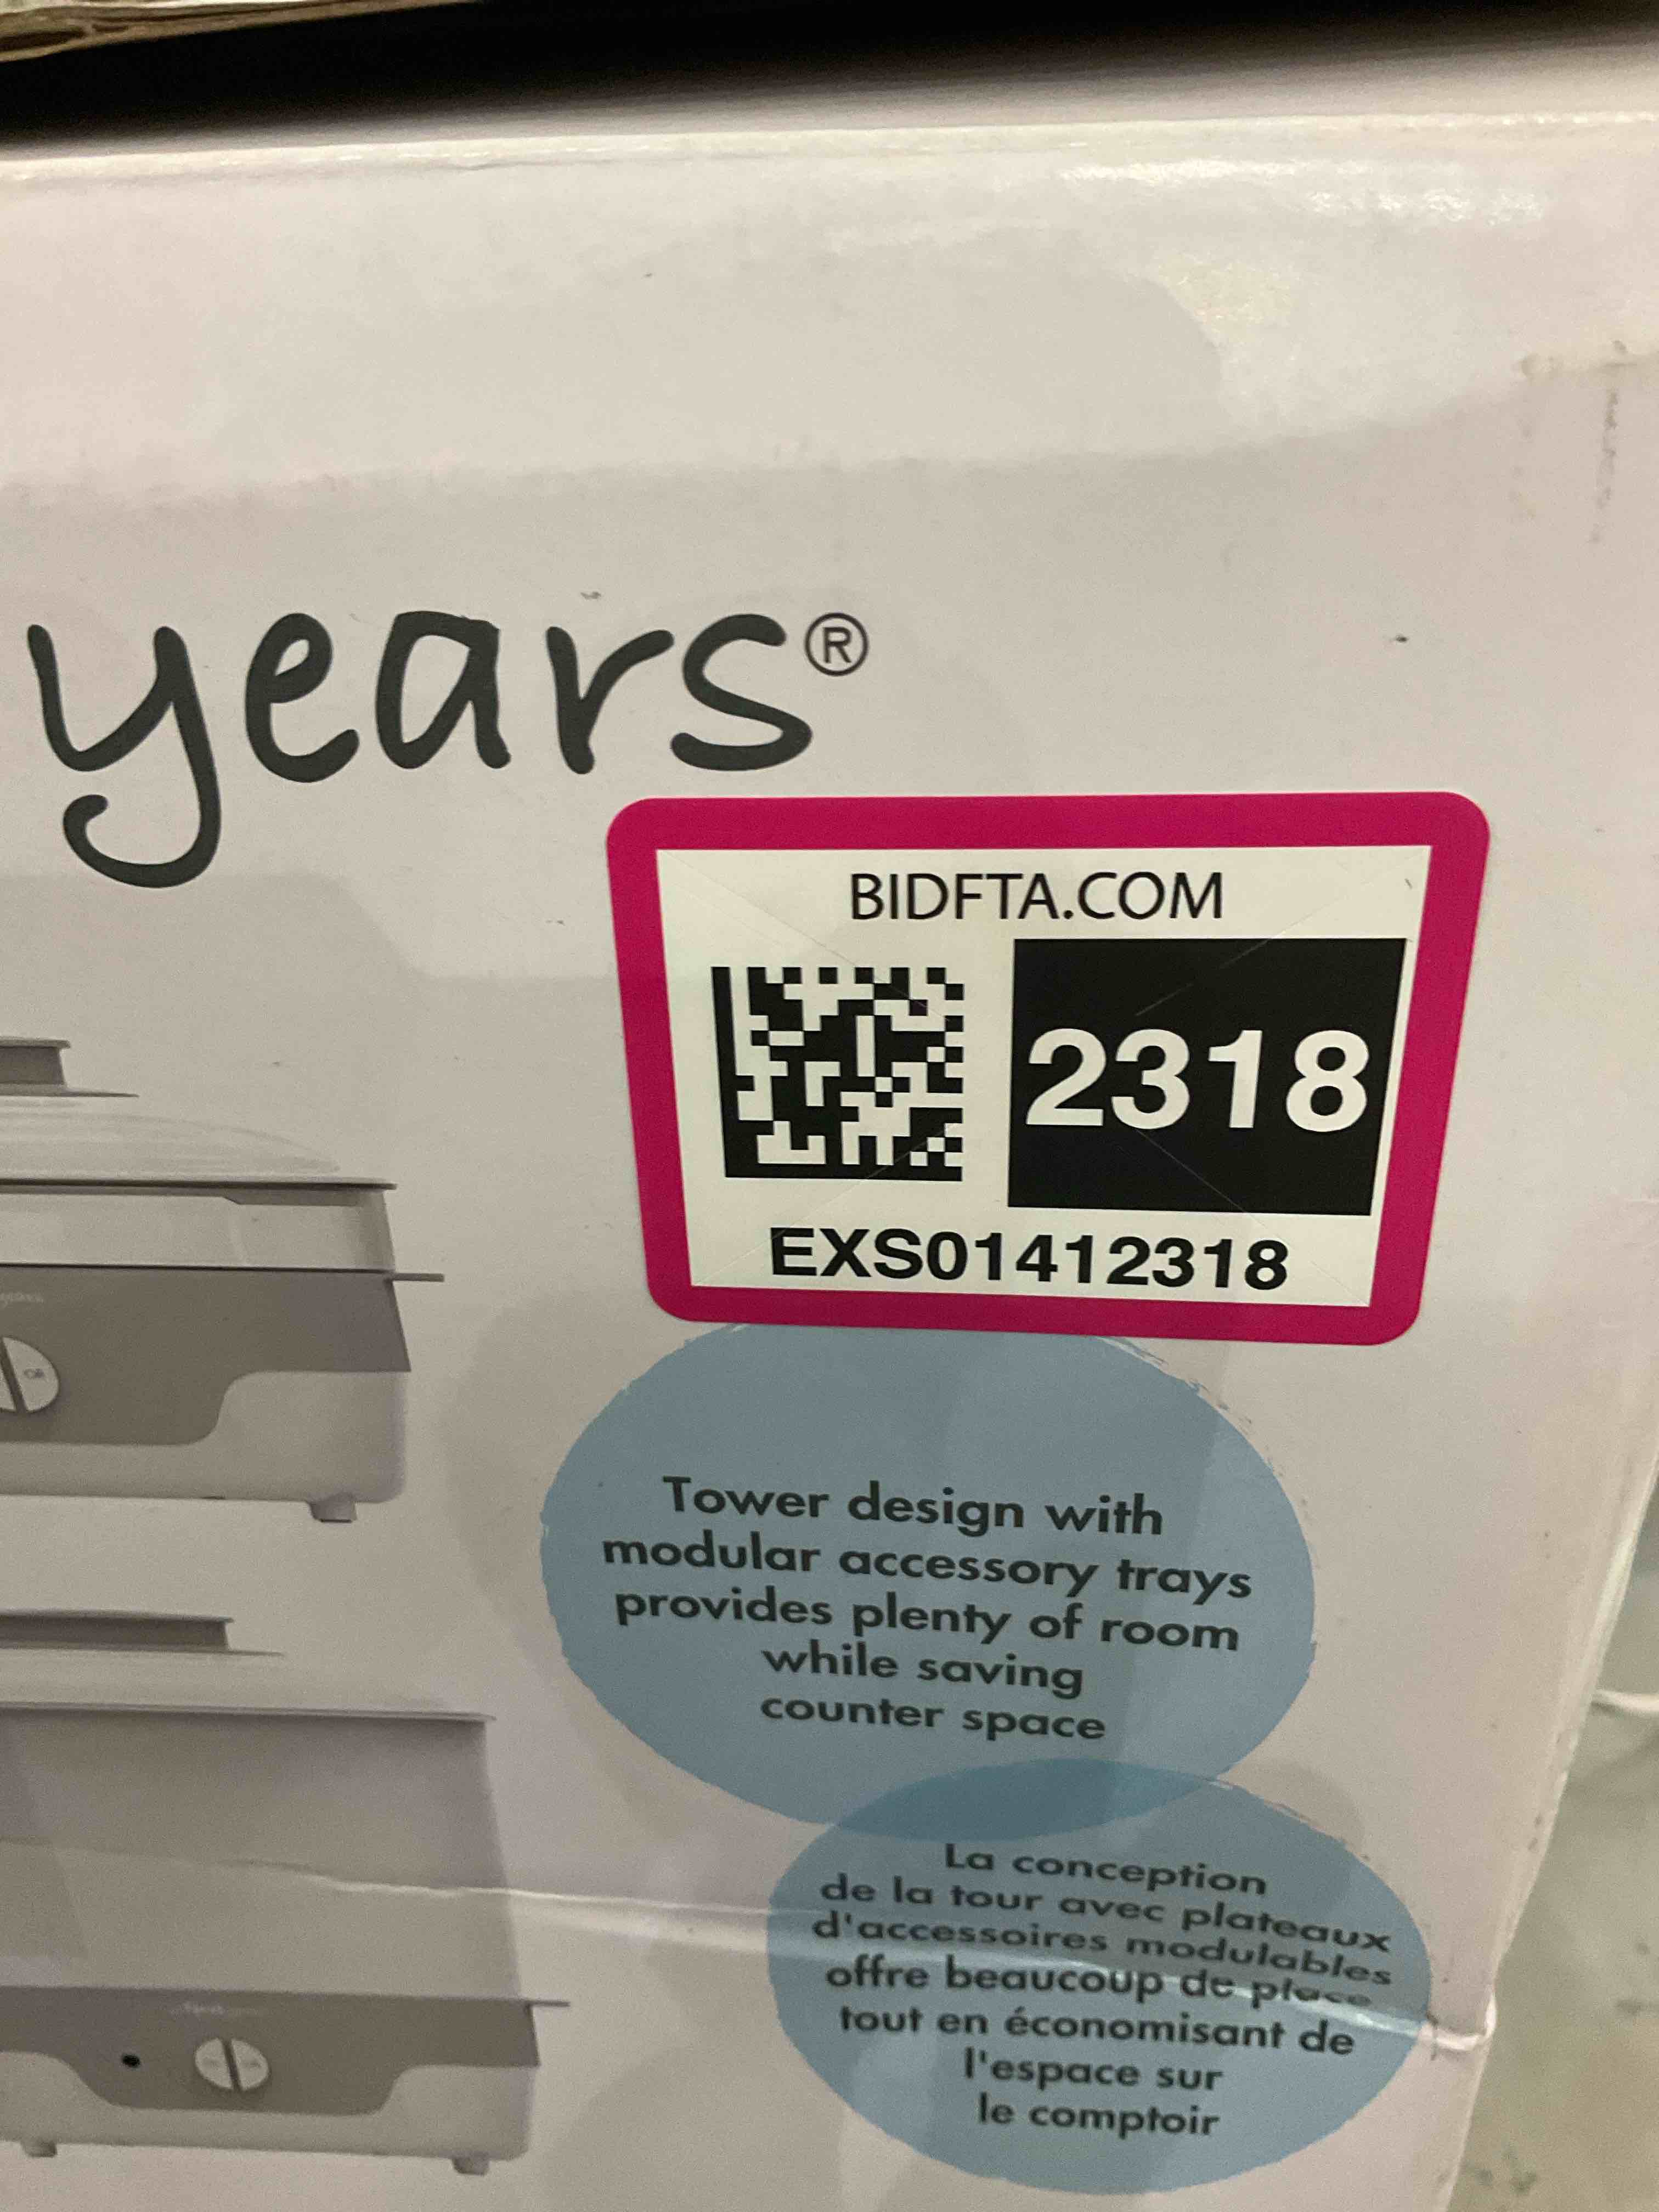 years®
BIDFTA.COM
2318
EXS01412318
Tower design with
modular accessory trays
provides plenty of room
while saving
counter space
La conception
de la tour avec plateaux
d'accessoires modulables
offre beaucoup de place
tout en économisant de
l'espace sur
le comptoir